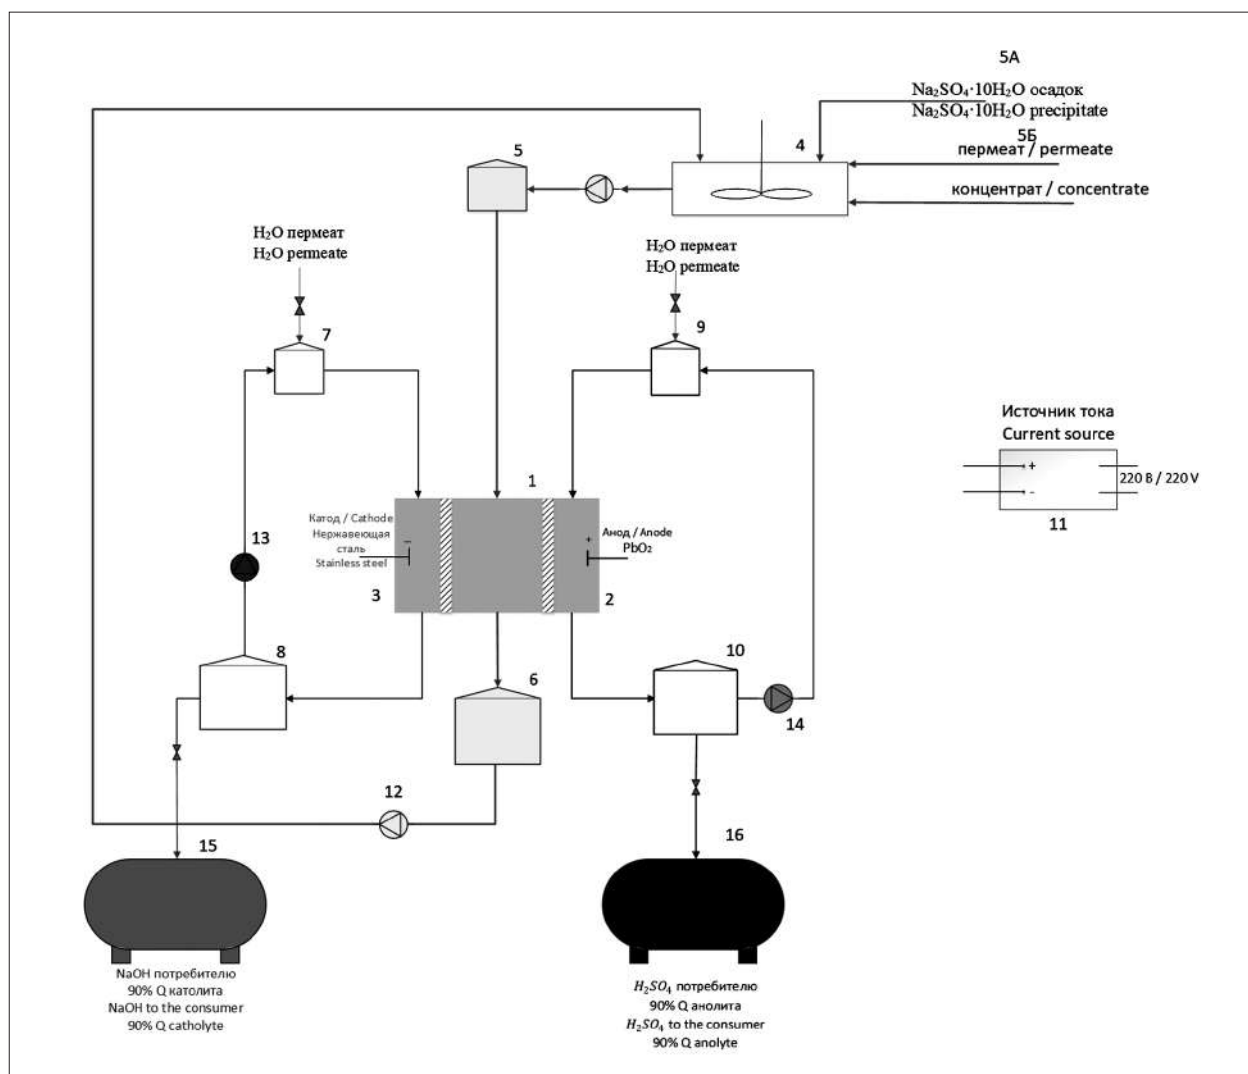 5А
Na₂SO₄·10H₂O осадок
Na₂SO₄·10H₂O precipitate
5Б
4
пермеат / permeate
5
концентрат / concentrate
H₂O пермеат
H₂O permeate
H₂O пермеат
H₂O permeate
7
9
Источник тока
Current source
+
-
220 В / 220 V
11
1
Катод / Cathode
Нержавеющая
сталь
Stainless steel
–
+
Анод / Anode
PbO₂
13
3
2
8
6
10
14
12
15
16
NaOH потребителю
90% Q католита
NaOH to the consumer
90% Q catholyte
H₂SO₄ потребителю
90% Q анолита
H₂SO₄ to the consumer
90% Q anolyte